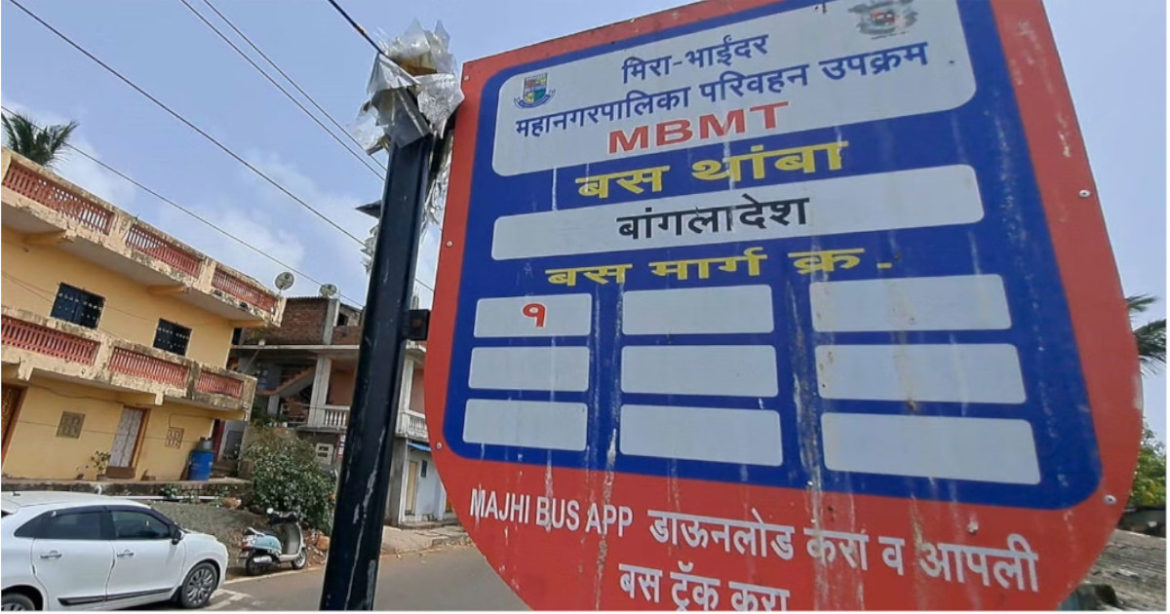 मिरा-भाईंदर
महानगरपालिका परिवहन उपक्रम
MBMT
बस थांबा
बांगलादेश
बस मार्ग क्र.
१
MAJHI BUS APP डाऊनलोड करा व आपली
बस ट्रॅक करा